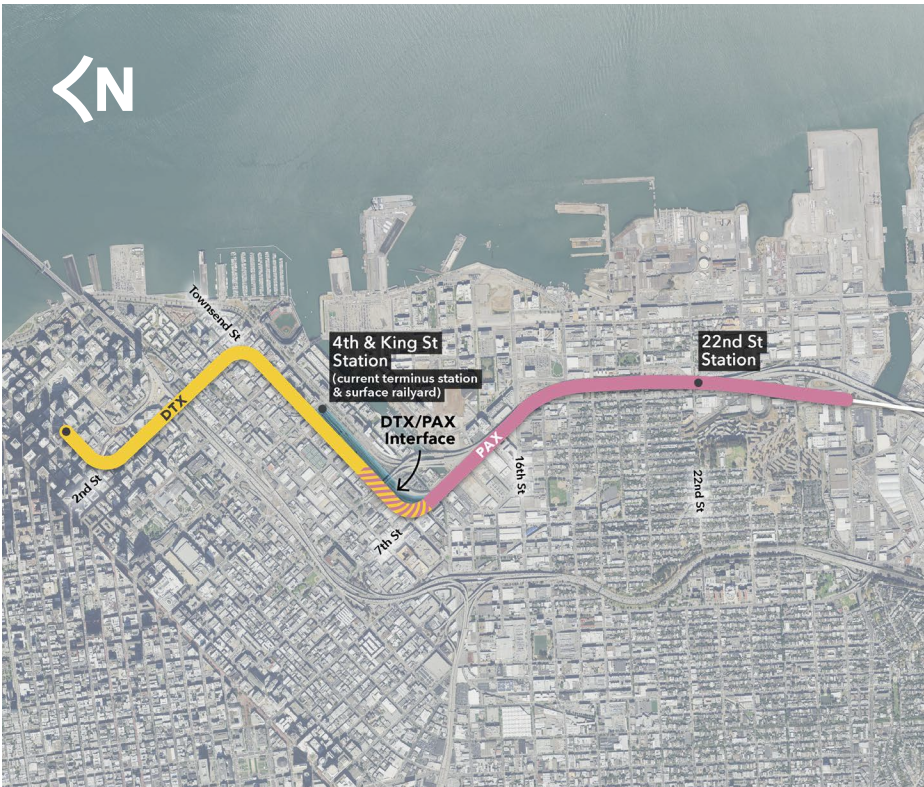 N
Townsend St
4th & King St
Station
(current terminus station
& surface railyard)
22nd St
Station
DTX
DTX/PAX
Interface
PAX
2nd St
16th St
22nd St
7th St